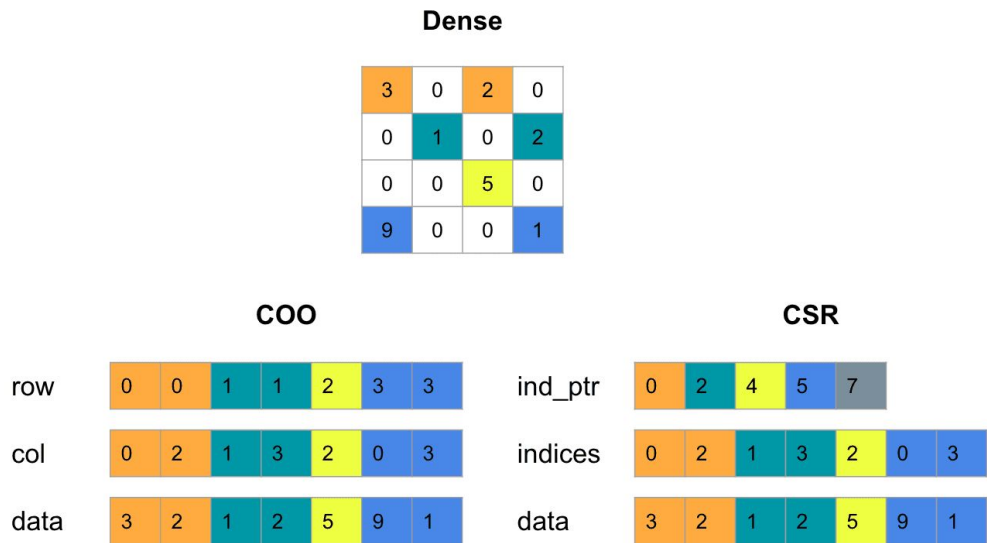 Dense
3 0 2 0
0 1 0 2
0 0 5 0
9 0 0 1
COO
row 0 0 1 1 2 3 3
col 0 2 1 3 2 0 3
data 3 2 1 2 5 9 1
CSR
ind_ptr 0 2 4 5 7
indices 0 2 1 3 2 0 3
data 3 2 1 2 5 9 1